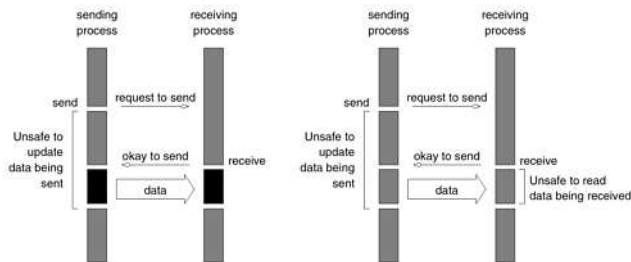 sending
process
receiving
process
send
request to send
Unsafe to
update
data being
sent
okay to send
receive
data
sending
process
receiving
process
send
request to send
Unsafe to
update
data being
sent
okay to send
receive
data
Unsafe to read
data being received